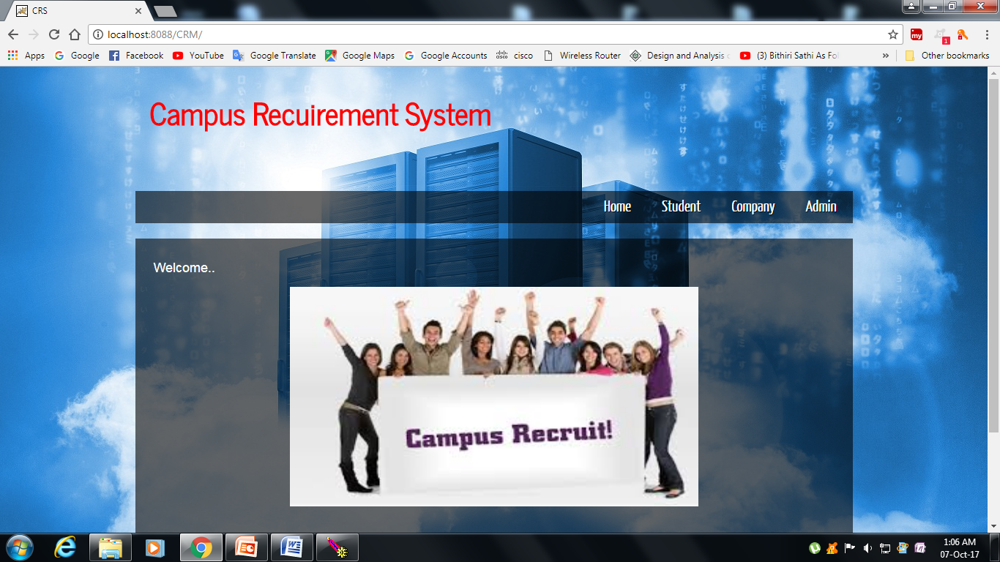 CRS
localhost:8088/CRM/
my
1
Apps Google Facebook YouTube Google Translate Google Maps Google Accounts cisco Wireless Router Design and Analysis (3) Bithiri Sathi As Fo » Other bookmarks
Campus Recuirement System
Home Student Company Admin
Welcome..
Campus Recruit!
1:06 AM
07-Oct-17